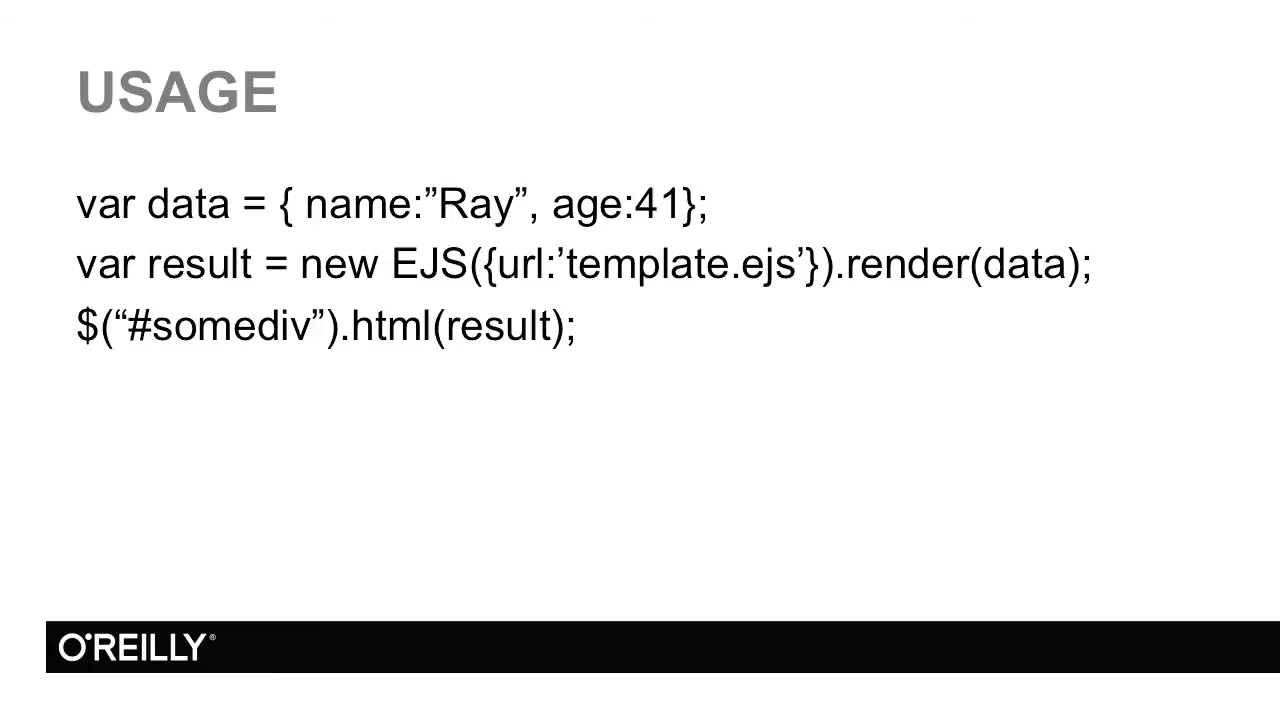 USAGE
var data = { name:”Ray”, age:41};
var result = new EJS({url:’template.ejs’}).render(data);
$(“#somediv”).html(result);
O'REILLY®